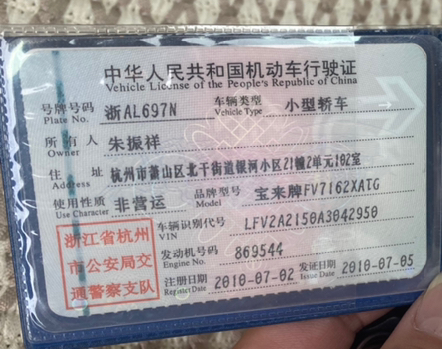 中华人民共和国机动车行驶证
Vehicle License of the People's Republic of China
号牌号码 浙AL697N 车辆类型 小型轿车
Plate No. Vehicle Type
所有人 朱振祥
Owner
住址 杭州市萧山区北干街道银河小区21幢2单元102室
Address
使用性质 非营运 品牌型号 宝来牌FV7162XATG
Use Character Model
车辆识别代号 LFV2A2150A3042950
VIN
发动机号码 869544
Engine No.
注册日期 2010-07-02 发证日期 2010-07-05
Register Date Issue Date
浙江省杭州
市公安局交
通警察支队